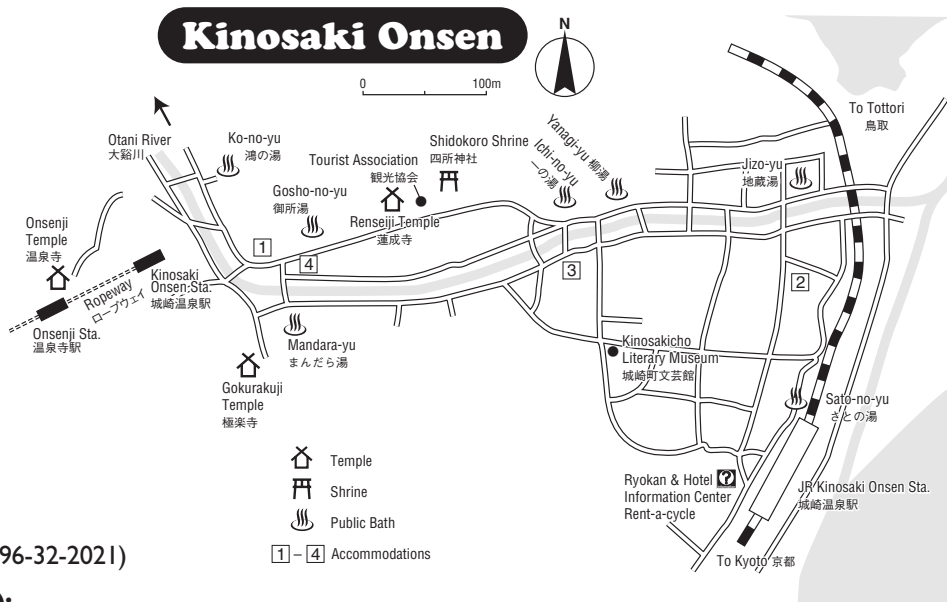 Kinosaki Onsen
N
0 100m
Otani River
大谿川
Ko-no-yu
鴻の湯
Tourist Association
観光協会
Shidokoro Shrine
四所神社
Yanagi-yu 柳湯
Ichi-no-yu
一の湯
To Tottori
鳥取
Jizo-yu
地蔵湯
Gosho-no-yu
御所湯
Renseiji Temple
蓮成寺
Onsenji
Temple
温泉寺
1
4
3
2
Ropeway
ロープウェイ
Kinosaki
Onsen Sta.
城崎温泉駅
Onsenji Sta.
温泉寺駅
Mandara-yu
まんだら湯
Kinosakicho
Literary Museum
城崎町文芸館
Gokurakuji
Temple
極楽寺
Sato-no-yu
さとの湯
Temple
Shrine
Public Bath
1 – 4 Accommodations
Ryokan & Hotel ?
Information Center
Rent-a-cycle
JR Kinosaki Onsen Sta.
城崎温泉駅
To Kyoto 京都
96-32-2021)